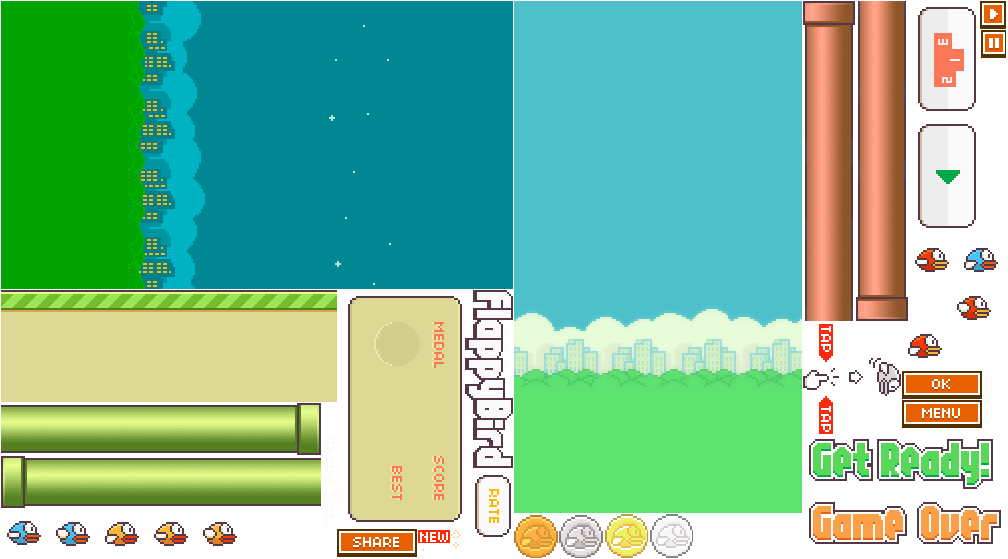 FlappyBird
MEDAL
SCORE
BEST
RATE
SHARE
NEW
TAP
TAP
OK
MENU
Get Ready!
Game Over